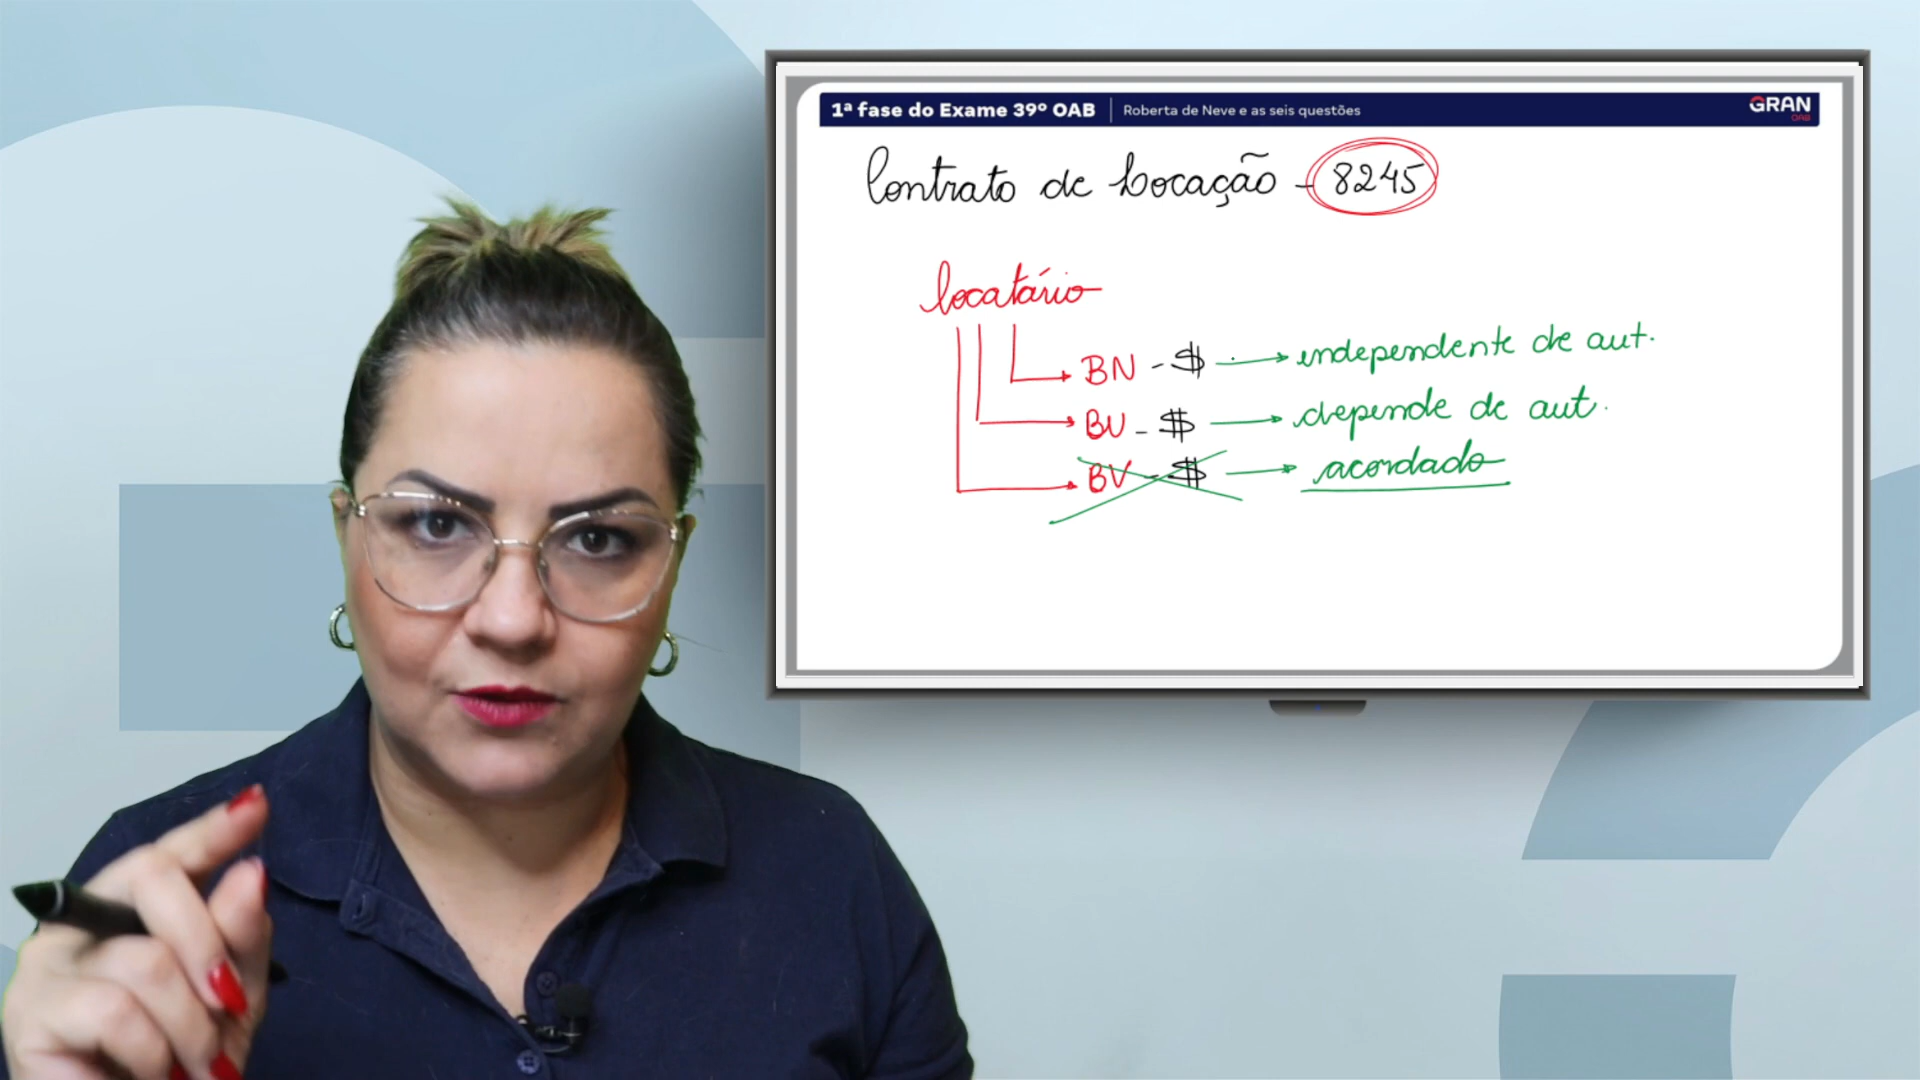 1ª fase do Exame 39º OAB | Roberta de Neve e as seis questões GRAN OAB
Contrato de Locação - 8245
locatário
BN - $ → independente de aut.
BU - $ → depende de aut.
BV - $ → acordado